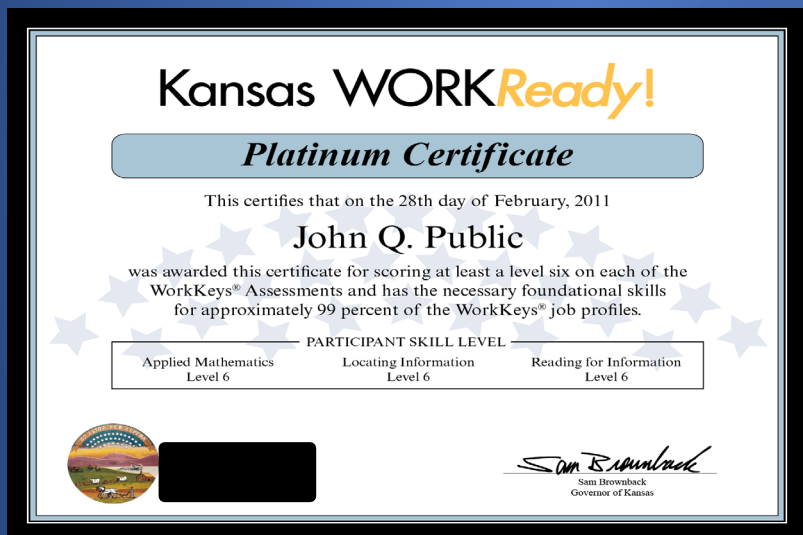 Kansas WORKReady!
Platinum Certificate
This certifies that on the 28th day of February, 2011
John Q. Public
was awarded this certificate for scoring at least a level six on each of the
WorkKeys® Assessments and has the necessary foundational skills
for approximately 99 percent of the WorkKeys® job profiles.
PARTICIPANT SKILL LEVEL
Applied Mathematics Locating Information Reading for Information
Level 6 Level 6 Level 6
Sam Brownback
Sam Brownback
Governor of Kansas